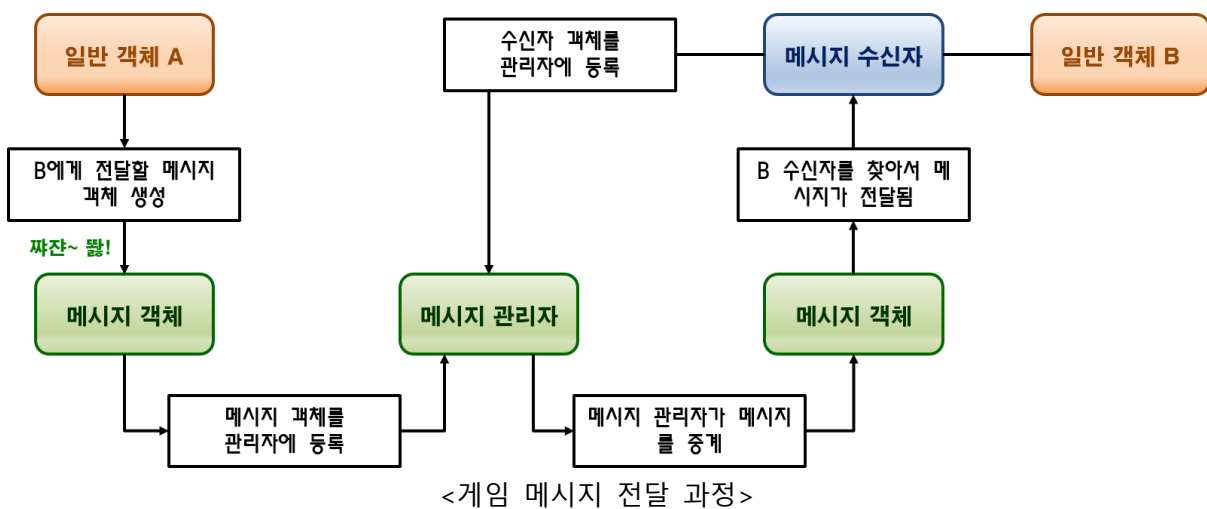 일반 객체 A
수신자 객체를
관리자에 등록
메시지 수신자
일반 객체 B
B에게 전달할 메시지
객체 생성
B 수신자를 찾아서 메
시지가 전달됨
쨔쟌~ 뙇!
메시지 객체
메시지 관리자
메시지 객체
메시지 객체를
관리자에 등록
메시지 관리자가 메시지
를 중계
<게임 메시지 전달 과정>